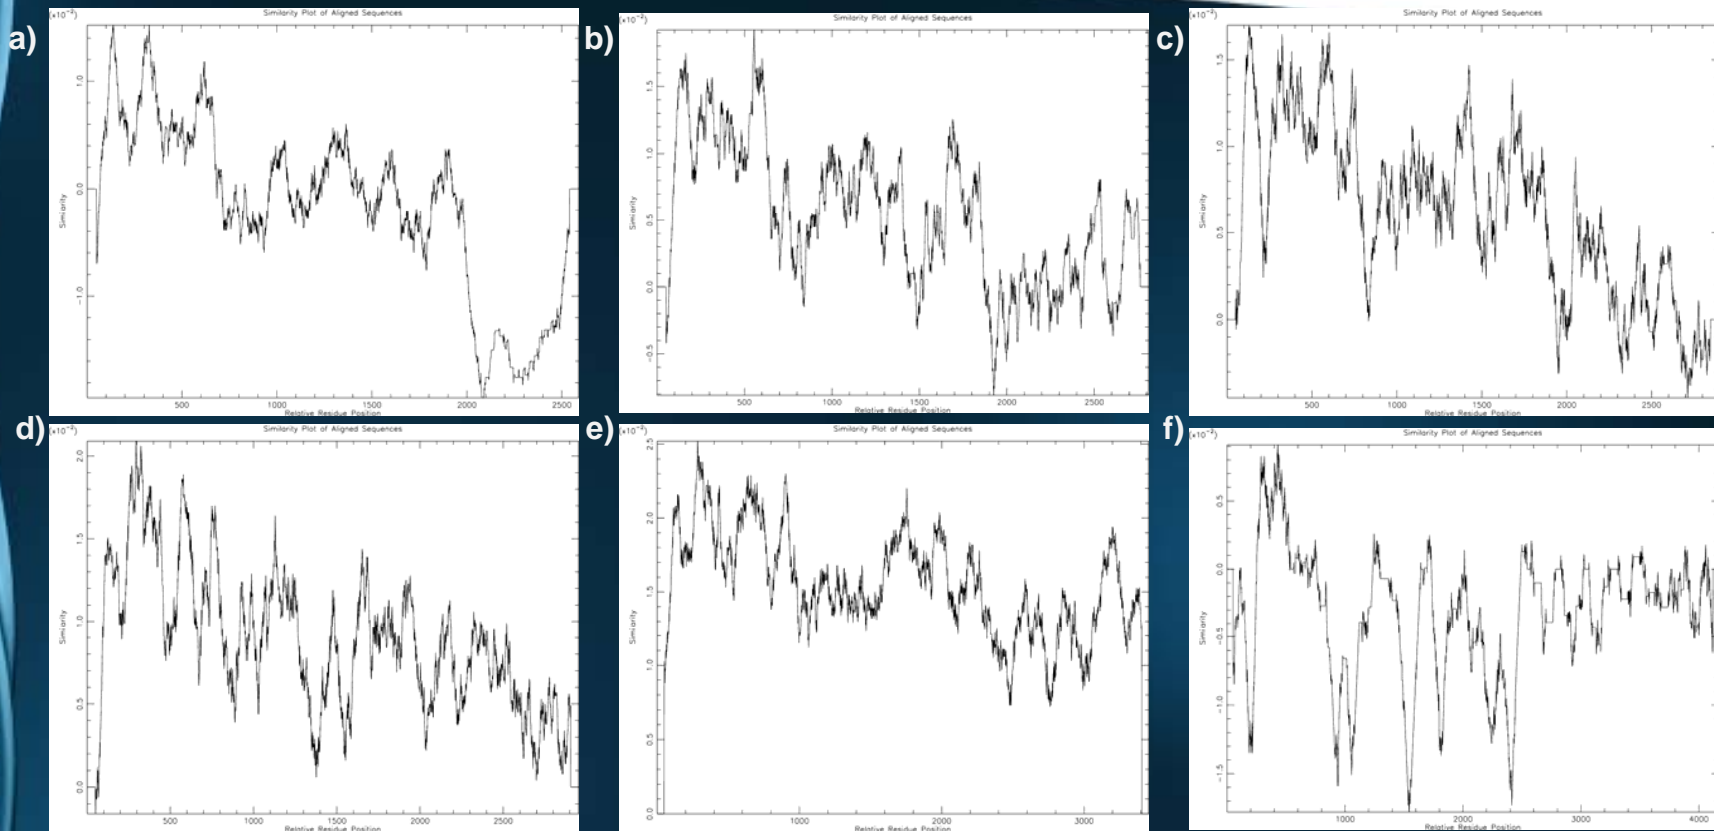 a)
Similarity Plot of Aligned Sequences
(x10⁻²)
1.0
0.0
−1.0
Similarity
500 1000 1500 2000 2500
Relative Residue Position
b)
Similarity Plot of Aligned Sequences
(x10⁻²)
1.5
1.0
0.5
0.0
−0.5
Similarity
500 1000 1500 2000 2500
Relative Residue Position
c)
Similarity Plot of Aligned Sequences
(x10⁻²)
1.5
1.0
0.5
0.0
Similarity
500 1000 1500 2000 2500
Relative Residue Position
d)
Similarity Plot of Aligned Sequences
(x10⁻²)
2.0
1.5
1.0
0.5
0.0
Similarity
500 1000 1500 2000 2500
Relative Residue Position
e)
Similarity Plot of Aligned Sequences
(x10⁻²)
2.5
2.0
1.5
1.0
0.5
0.0
Similarity
1000 2000 3000
Relative Residue Position
f)
Similarity Plot of Aligned Sequences
(x10⁻²)
0.5
0.0
−0.5
−1.0
−1.5
Similarity
1000 2000 3000 4000
Relative Residue Position